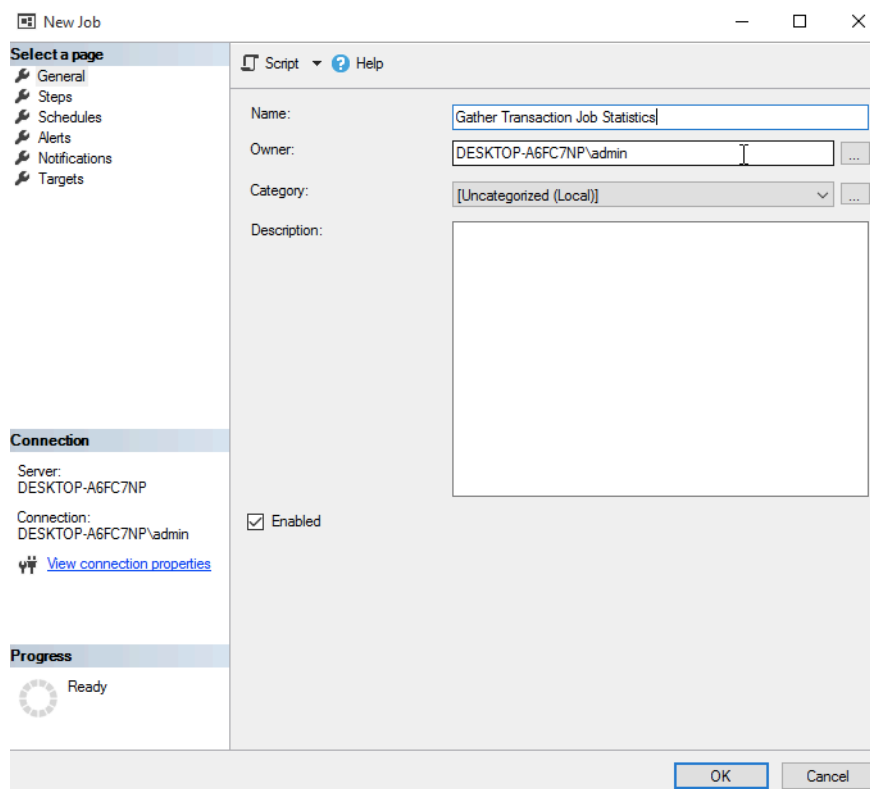 New Job
Select a page
General
Steps
Schedules
Alerts
Notifications
Targets
Script
Help
Name:
Gather Transaction Job Statistics
Owner:
DESKTOP-A6FC7NP\admin
...
Category:
[Uncategorized (Local)]
...
Description:
Enabled
Connection
Server:
DESKTOP-A6FC7NP
Connection:
DESKTOP-A6FC7NP\admin
View connection properties
Progress
Ready
OK
Cancel